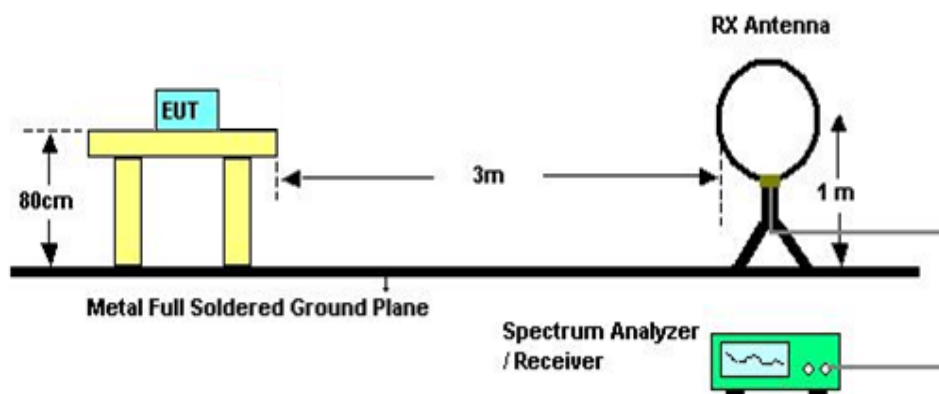 RX Antenna
EUT
80cm
3m
1 m
Metal Full Soldered Ground Plane
Spectrum Analyzer
/ Receiver